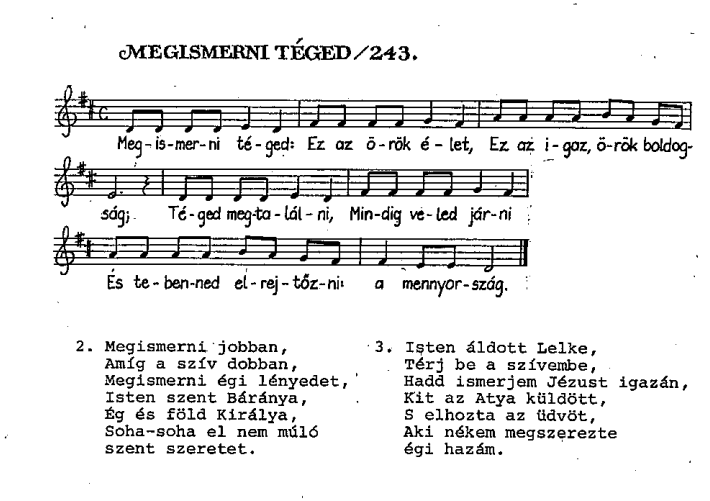 MEGISMERNI TÉGED/243.
Meg-is-mer-ni té-ged: Ez az ö-rök é-let, Ez az i-gaz, ö-rök boldog-
ság; Té-ged meg-ta-lál-ni, Min-dig ve-led jár-ni
És te-ben-ned el-rej-tőz-ni: a mennyor-szág.
2. Megismerni jobban,
Amíg a szív dobban,
Megismerni égi lényedet,
Isten szent Báránya,
Ég és föld Királya,
Soha-soha el nem múló
szent szeretet.
3. Isten áldott Lelke,
Térj be a szívembe,
Hadd ismerjem Jézust igazán,
Kit az Atya küldött,
S elhozta az üdvöt,
Aki nékem megszerezte
égi hazám.